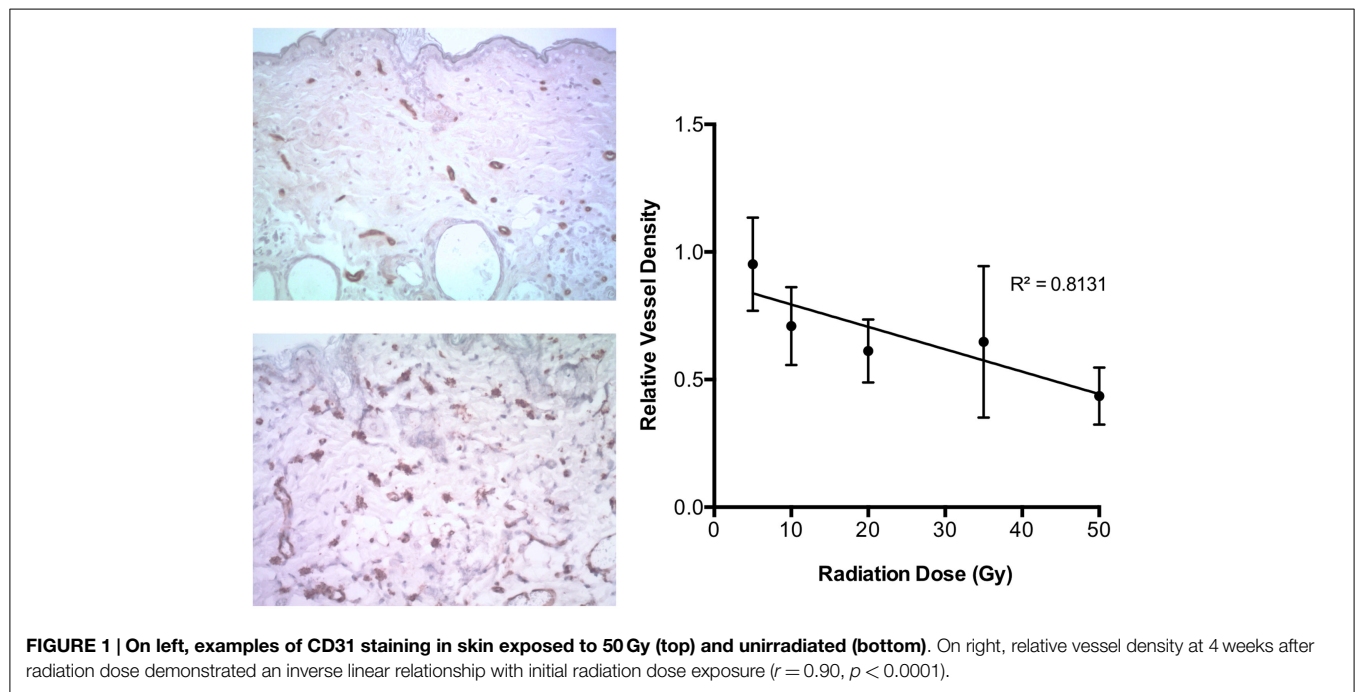 1.5
1.0
0.5
0.0
Relative Vessel Density
R² = 0.8131
0 10 20 30 40 50
Radiation Dose (Gy)
FIGURE 1 | On left, examples of CD31 staining in skin exposed to 50 Gy (top) and unirradiated (bottom). On right, relative vessel density at 4 weeks after
radiation dose demonstrated an inverse linear relationship with initial radiation dose exposure (r = 0.90, p < 0.0001).